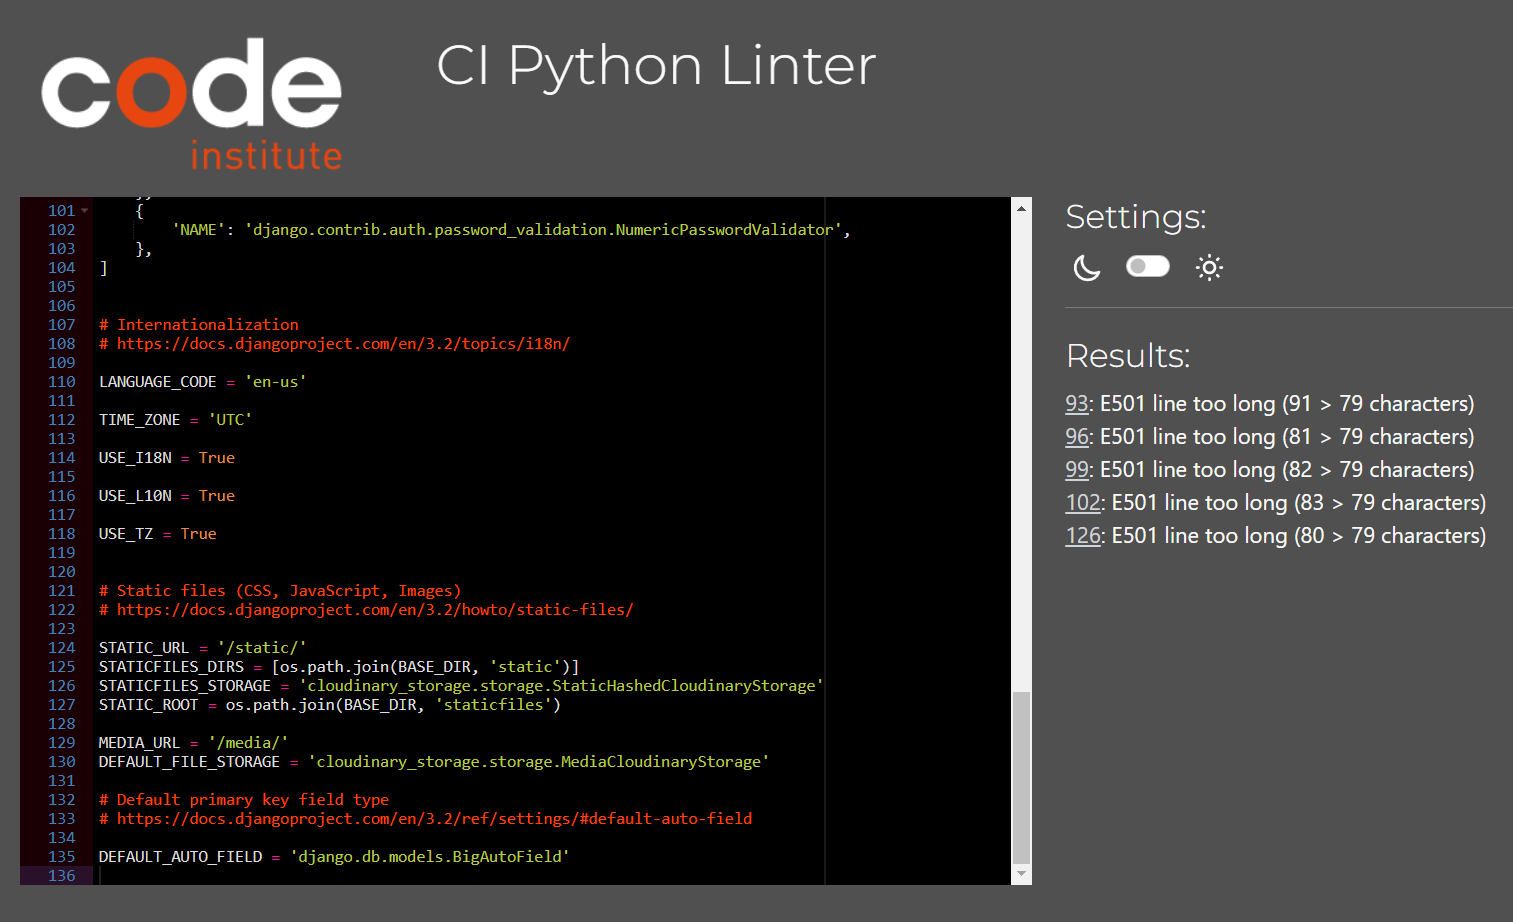 code
institute
CI Python Linter
101 {
102 'NAME': 'django.contrib.auth.password_validation.NumericPasswordValidator',
103 },
104 ]
105
106
107 # Internationalization
108 # https://docs.djangoproject.com/en/3.2/topics/i18n/
109
110 LANGUAGE_CODE = 'en-us'
111
112 TIME_ZONE = 'UTC'
113
114 USE_I18N = True
115
116 USE_L10N = True
117
118 USE_TZ = True
119
120
121 # Static files (CSS, JavaScript, Images)
122 # https://docs.djangoproject.com/en/3.2/howto/static-files/
123
124 STATIC_URL = '/static/'
125 STATICFILES_DIRS = [os.path.join(BASE_DIR, 'static')]
126 STATICFILES_STORAGE = 'cloudinary_storage.storage.StaticHashedCloudinaryStorage'
127 STATIC_ROOT = os.path.join(BASE_DIR, 'staticfiles')
128
129 MEDIA_URL = '/media/'
130 DEFAULT_FILE_STORAGE = 'cloudinary_storage.storage.MediaCloudinaryStorage'
131
132 # Default primary key field type
133 # https://docs.djangoproject.com/en/3.2/ref/settings/#default-auto-field
134
135 DEFAULT_AUTO_FIELD = 'django.db.models.BigAutoField'
136
Settings:
Results:
93: E501 line too long (91 > 79 characters)
96: E501 line too long (81 > 79 characters)
99: E501 line too long (82 > 79 characters)
102: E501 line too long (83 > 79 characters)
126: E501 line too long (80 > 79 characters)